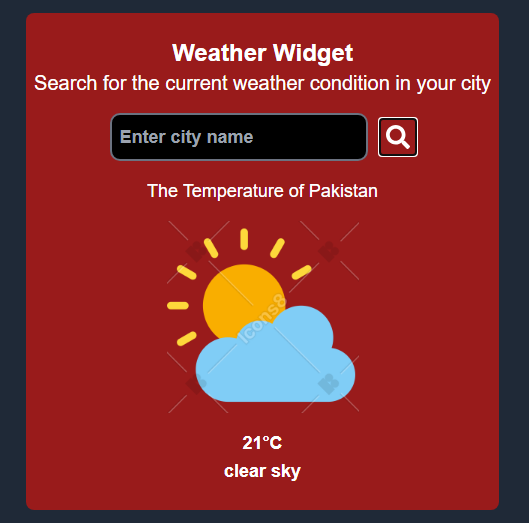 Weather Widget
Search for the current weather condition in your city
Enter city name
The Temperature of Pakistan
Icons8
21°C
clear sky